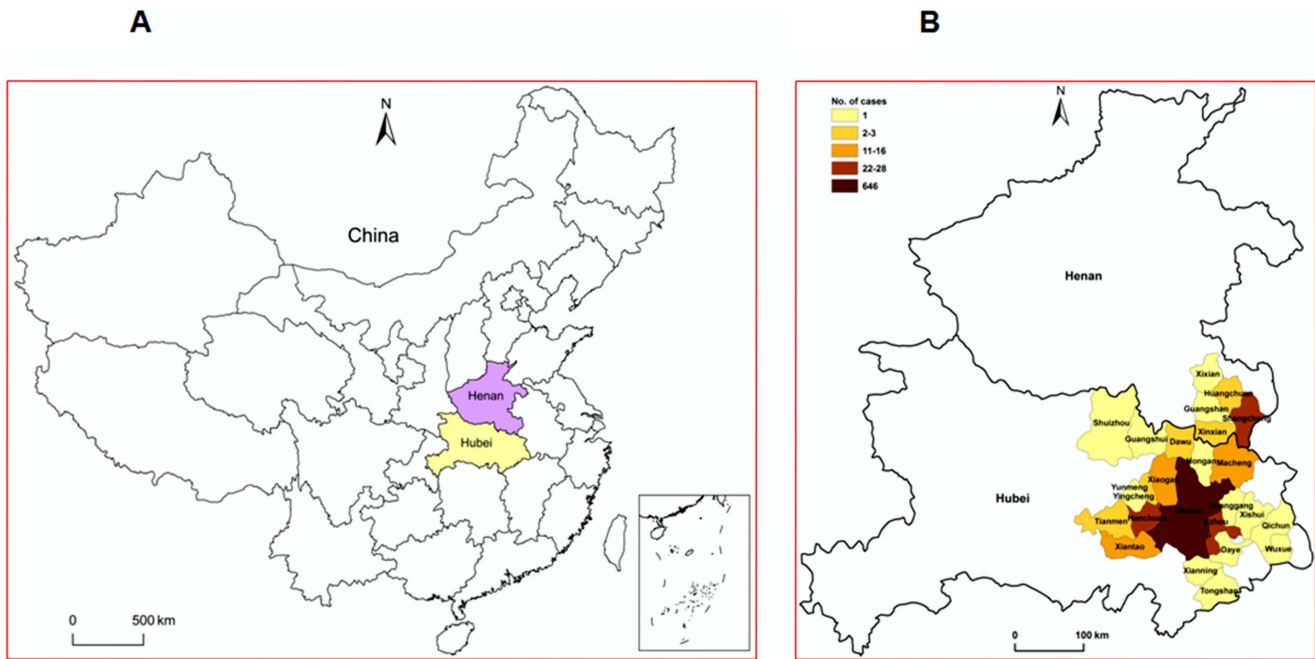 A
B
N
China
Henan
Hubei
0 500 km
No. of cases
1
2-3
11-16
22-28
646
N
Henan
Hubei
Xixian
Huangchuan
Guangshan
Shangcheng
Xinxian
Shuizhou
Guangshui
Dawu
Hongan
Macheng
Xiaogan
Yunmeng
Yingcheng
Wuhan
Huanggang
Tianmen
Hanchuan
Ezhou
Xishui
Qichun
Xiantao
Daye
Wuxue
Xianning
Tongshan
0 100 km